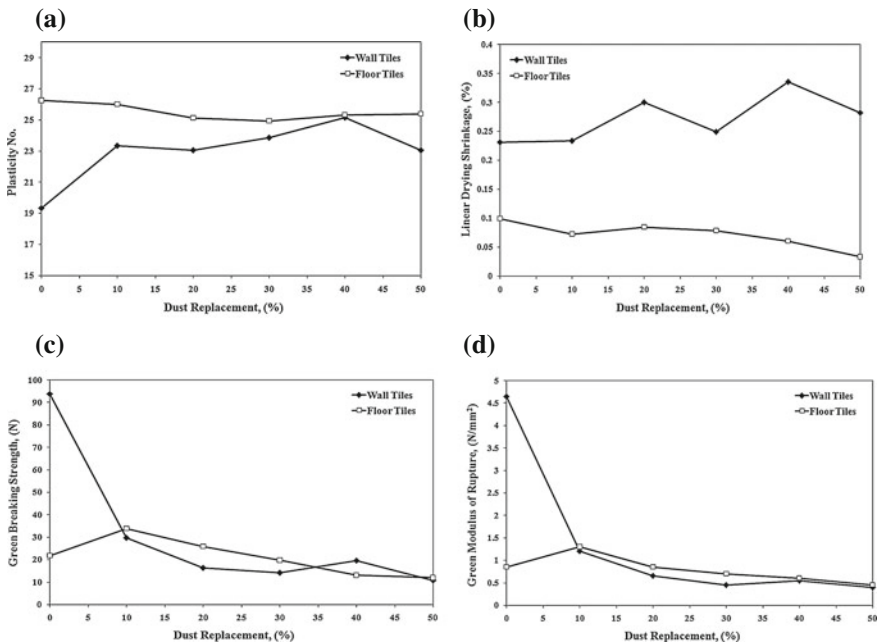 (a)
29
27
25
23
21
19
17
15
Plasticity No.
Wall Tiles
Floor Tiles
0 5 10 15 20 25 30 35 40 45 50
Dust Replacement, (%)
(b)
0.4
0.35
0.3
0.25
0.2
0.15
0.1
0.05
0
Linear Drying Shrinkage, (%)
Wall Tiles
Floor Tiles
0 5 10 15 20 25 30 35 40 45 50
Dust Replacement, (%)
(c)
100
90
80
70
60
50
40
30
20
10
0
Green Breaking Strength, (N)
Wall Tiles
Floor Tiles
0 5 10 15 20 25 30 35 40 45 50
Dust Replacement, (%)
(d)
5
4.5
4
3.5
3
2.5
2
1.5
1
0.5
0
Green Modulus of Rupture, (N/mm²)
Wall Tiles
Floor Tiles
0 5 10 15 20 25 30 35 40 45 50
Dust Replacement, (%)